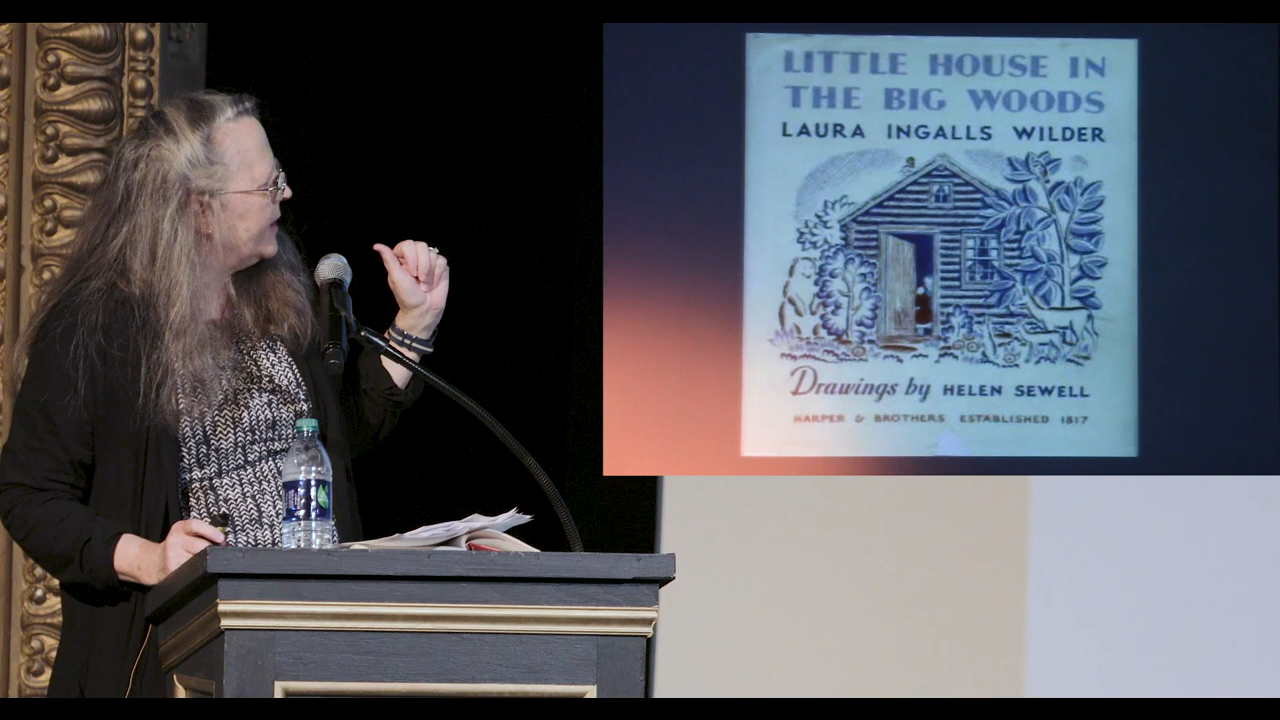 LITTLE HOUSE IN
THE BIG WOODS
LAURA INGALLS WILDER
Drawings by HELEN SEWELL
HARPER & BROTHERS ESTABLISHED 1817